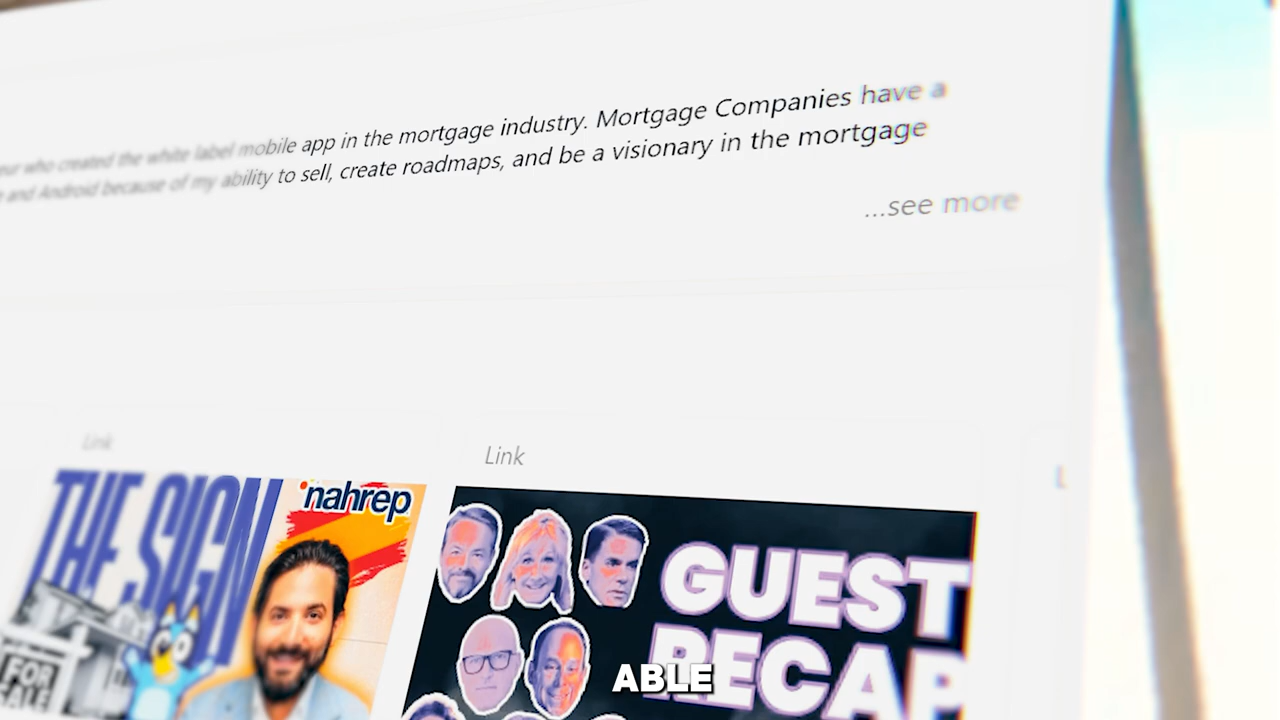 eur who created the white label mobile app in the mortgage industry. Mortgage Companies have a
e and Android because of my ability to sell, create roadmaps, and be a visionary in the mortgage
...see more
Link
Link
L
THE SIGN
nahrep
FOR
SALE
GUEST
RECAP
ABLE